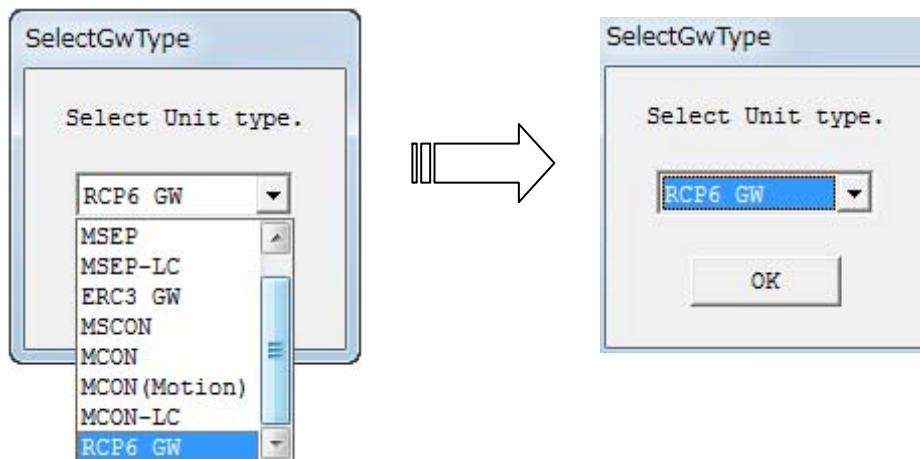 SelectGwType
Select Unit type.
RCP6 GW
MSEP
MSEP-LC
ERC3 GW
MSCON
MCON
MCON(Motion)
MCON-LC
RCP6 GW
SelectGwType
Select Unit type.
RCP6 GW
OK